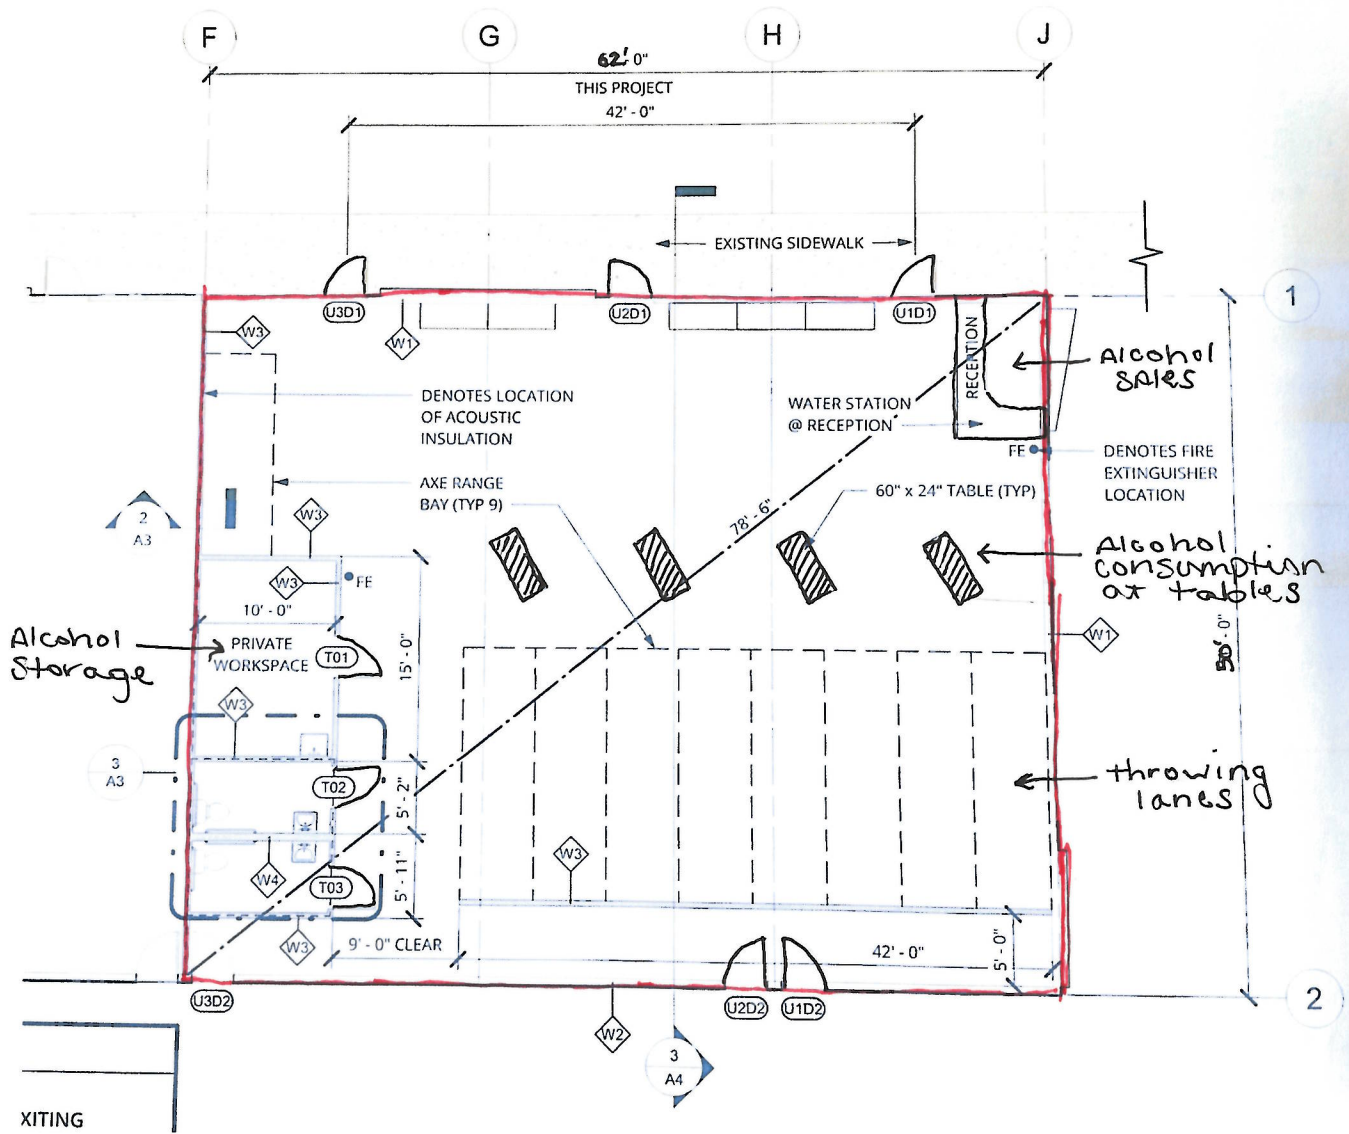 F
G
H
J
62'-0"
THIS PROJECT
42' - 0"
EXISTING SIDEWALK
1
U3D1
U2D1
U1D1
W3
W1
RECEPTION
Alcohol
sales
DENOTES LOCATION
OF ACOUSTIC
INSULATION
WATER STATION
@ RECEPTION
FE
DENOTES FIRE
EXTINGUISHER
LOCATION
AXE RANGE
BAY (TYP 9)
60" x 24" TABLE (TYP)
78' - 6"
2
A3
W3
W3
FE
Alcohol
consumption
at tables
10' - 0"
Alcohol
Storage
PRIVATE
WORKSPACE
T01
15' - 0"
W1
W3
3
A3
T02
5' - 2"
throwing
lanes
W3
W4
T03
5' - 11"
W3
9' - 0" CLEAR
42' - 0"
5' - 0"
U3D2
U2D2
U1D2
2
W2
3
A4
XITING